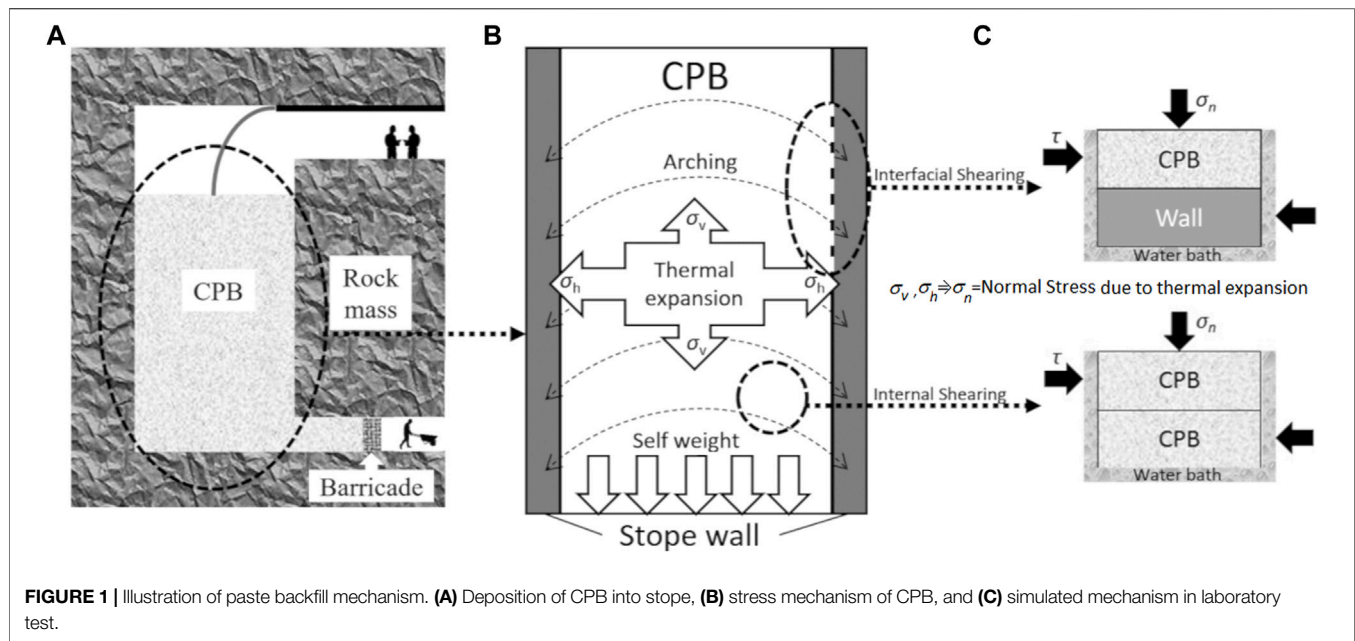 A
CPB
Rock
mass
Barricade
B
CPB
Arching
σv
σh
Thermal
expansion
σh
σv
Self weight
Stope wall
Interfacial Shearing
Internal Shearing
C
σn
τ
CPB
Wall
Water bath
σv ,σh⇒σn=Normal Stress due to thermal expansion
σn
τ
CPB
CPB
Water bath
FIGURE 1 | Illustration of paste backfill mechanism. (A) Deposition of CPB into stope, (B) stress mechanism of CPB, and (C) simulated mechanism in laboratory
test.